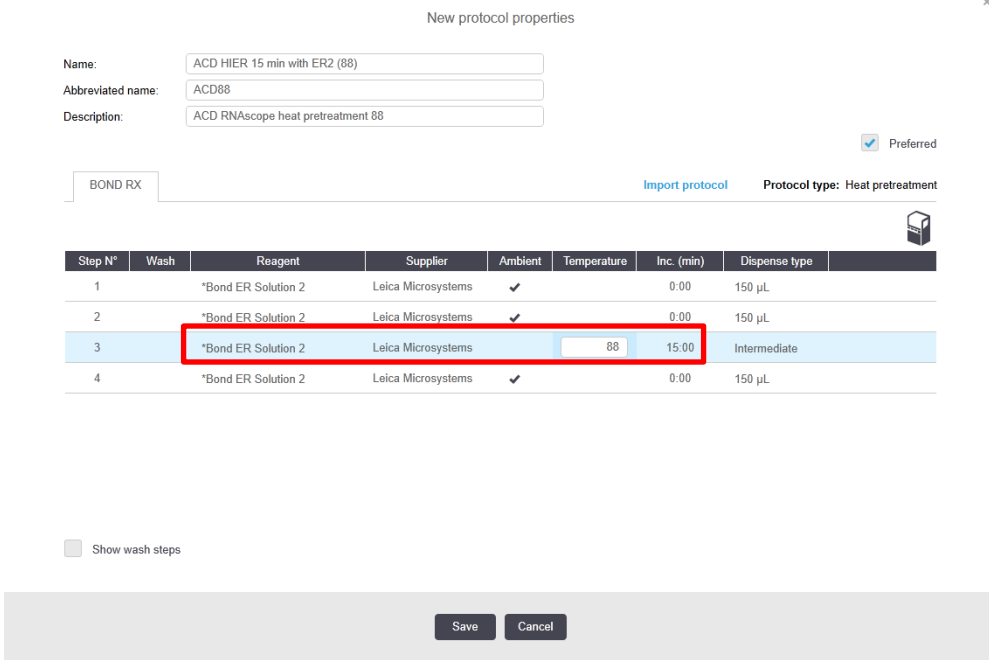 New protocol properties
Name: ACD HIER 15 min with ER2 (88)
Abbreviated name: ACD88
Description: ACD RNAscope heat pretreatment 88
Preferred
BOND RX Import protocol Protocol type: Heat pretreatment
Step N° Wash Reagent Supplier Ambient Temperature Inc. (min) Dispense type
1 *Bond ER Solution 2 Leica Microsystems ✔ 0:00 150 µL
2 *Bond ER Solution 2 Leica Microsystems ✔ 0:00 150 µL
3 *Bond ER Solution 2 Leica Microsystems 88 15:00 Intermediate
4 *Bond ER Solution 2 Leica Microsystems ✔ 0:00 150 µL
Show wash steps
Save Cancel